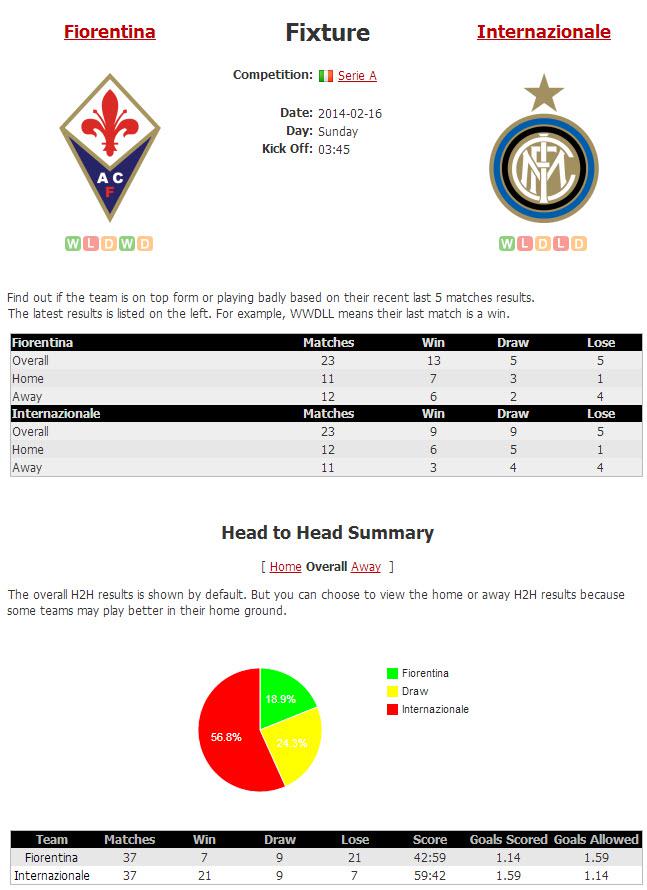 Fiorentina
Fixture
Internazionale
Competition: Serie A
Date: 2014-02-16
Day: Sunday
Kick Off: 03:45
A C
F
W L D W D
W L D L D
Find out if the team is on top form or playing badly based on their recent last 5 matches results.
The latest results is listed on the left. For example, WWDLL means their last match is a win.
Fiorentina Matches Win Draw Lose
Overall 23 13 5 5
Home 11 7 3 1
Away 12 6 2 4
Internazionale Matches Win Draw Lose
Overall 23 9 9 5
Home 12 6 5 1
Away 11 3 4 4
Head to Head Summary
[ Home Overall Away ]
The overall H2H results is shown by default. But you can choose to view the home or away H2H results because
some teams may play better in their home ground.
18.9%
24.3%
56.8%
Fiorentina
Draw
Internazionale
Team Matches Win Draw Lose Score Goals Scored Goals Allowed
Fiorentina 37 7 9 21 42:59 1.14 1.59
Internazionale 37 21 9 7 59:42 1.59 1.14